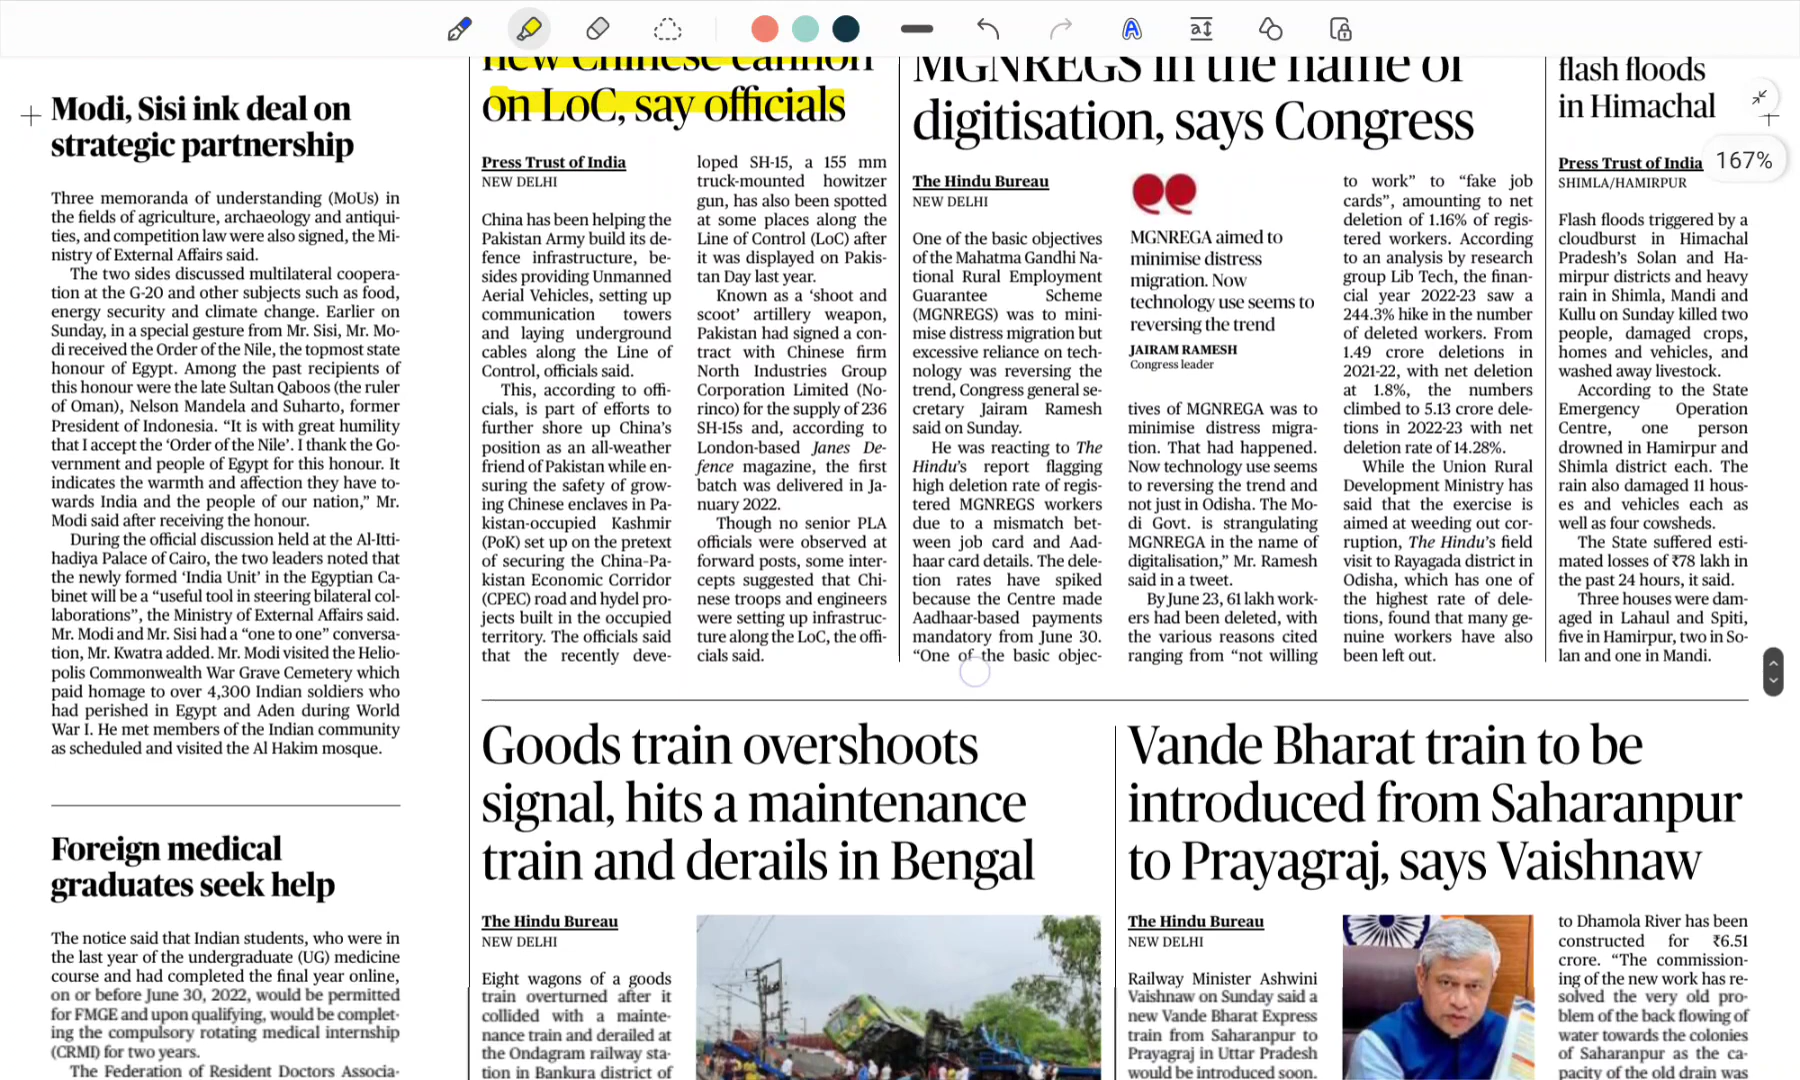 167%
Modi, Sisi ink deal on
strategic partnership
Three memoranda of understanding (MoUs) in
the fields of agriculture, archaeology and antiqui-
ties, and competition law were also signed, the Mi-
nistry of External Affairs said.
The two sides discussed multilateral coopera-
tion at the G-20 and other subjects such as food,
energy security and climate change. Earlier on
Sunday, in a special gesture from Mr. Sisi, Mr. Mo-
di received the Order of the Nile, the topmost state
honour of Egypt. Among the past recipients of
this honour were the late Sultan Qaboos (the ruler
of Oman), Nelson Mandela and Suharto, former
President of Indonesia. “It is with great humility
that I accept the ‘Order of the Nile’. I thank the Go-
vernment and people of Egypt for this honour. It
indicates the warmth and affection they have to-
wards India and the people of our nation,” Mr.
Modi said after receiving the honour.
During the official discussion held at the Al-Itti-
hadiya Palace of Cairo, the two leaders noted that
the newly formed ‘India Unit’ in the Egyptian Ca-
binet will be a “useful tool in steering bilateral col-
laborations”, the Ministry of External Affairs said.
Mr. Modi and Mr. Sisi had a “one to one” conversa-
tion, Mr. Kwatra added. Mr. Modi visited the Helio-
polis Commonwealth War Grave Cemetery which
paid homage to over 4,300 Indian soldiers who
had perished in Egypt and Aden during World
War I. He met members of the Indian community
as scheduled and visited the Al Hakim mosque.
Foreign medical
graduates seek help
The notice said that Indian students, who were in
the last year of the undergraduate (UG) medicine
course and had completed the final year online,
on or before June 30, 2022, would be permitted
for FMGE and upon qualifying, would be complet-
ing the compulsory rotating medical internship
(CRMI) for two years.
The Federation of Resident Doctors Associa-
new Chinese cannon
on LoC, say officials
Press Trust of India
NEW DELHI
China has been helping the
Pakistan Army build its de-
fence infrastructure, be-
sides providing Unmanned
Aerial Vehicles, setting up
communication towers
and laying underground
cables along the Line of
Control, officials said.
This, according to offi-
cials, is part of efforts to
further shore up China’s
position as an all-weather
friend of Pakistan while en-
suring the safety of grow-
ing Chinese enclaves in Pa-
kistan-occupied Kashmir
(PoK) set up on the pretext
of securing the China-Pa-
kistan Economic Corridor
(CPEC) road and hydel pro-
jects built in the occupied
territory. The officials said
that the recently deve-
loped SH-15, a 155 mm
truck-mounted howitzer
gun, has also been spotted
at some places along the
Line of Control (LoC) after
it was displayed on Pakis-
tan Day last year.
Known as a ‘shoot and
scoot’ artillery weapon,
Pakistan had signed a con-
tract with Chinese firm
North Industries Group
Corporation Limited (No-
rinco) for the supply of 236
SH-15s and, according to
London-based Janes De-
fence magazine, the first
batch was delivered in Ja-
nuary 2022.
Though no senior PLA
officials were observed at
forward posts, some inter-
cepts suggested that Chi-
nese troops and engineers
were setting up infrastruc-
ture along the LoC, the offi-
cials said.
MGNREGS in the name of
digitisation, says Congress
The Hindu Bureau
NEW DELHI
One of the basic objectives
of the Mahatma Gandhi Na-
tional Rural Employment
Guarantee Scheme
(MGNREGS) was to mini-
mise distress migration but
excessive reliance on tech-
nology was reversing the
trend, Congress general se-
cretary Jairam Ramesh
said on Sunday.
He was reacting to The
Hindu’s report flagging
high deletion rate of regis-
tered MGNREGS workers
due to a mismatch bet-
ween job card and Aad-
haar card details. The dele-
tion rates have spiked
because the Centre made
Aadhaar-based payments
mandatory from June 30.
“One of the basic objec-
MGNREGA aimed to
minimise distress
migration. Now
technology use seems to
reversing the trend
JAIRAM RAMESH
Congress leader
tives of MGNREGA was to
minimise distress migra-
tion. That had happened.
Now technology use seems
to reversing the trend and
not just in Odisha. The Mo-
di Govt. is strangulating
MGNREGA in the name of
digitalisation,” Mr. Ramesh
said in a tweet.
By June 23, 61 lakh work-
ers had been deleted, with
the various reasons cited
ranging from “not willing
to work” to “fake job
cards”, amounting to net
deletion of 1.16% of regis-
tered workers. According
to an analysis by research
group Lib Tech, the finan-
cial year 2022-23 saw a
244.3% hike in the number
of deleted workers. From
1.49 crore deletions in
2021-22, with net deletion
at 1.8%, the numbers
climbed to 5.13 crore dele-
tions in 2022-23 with net
deletion rate of 14.28%.
While the Union Rural
Development Ministry has
said that the exercise is
aimed at weeding out cor-
ruption, The Hindu’s field
visit to Rayagada district in
Odisha, which has one of
the highest rate of dele-
tions, found that many ge-
nuine workers have also
been left out.
flash floods
in Himachal
Press Trust of India
SHIMLA/HAMIRPUR
Flash floods triggered by a
cloudburst in Himachal
Pradesh’s Solan and Ha-
mirpur districts and heavy
rain in Shimla, Mandi and
Kullu on Sunday killed two
people, damaged crops,
homes and vehicles, and
washed away livestock.
According to the State
Emergency Operation
Centre, one person
drowned in Hamirpur and
Shimla district each. The
rain also damaged 11 hous-
es and vehicles each as
well as four cowsheds.
The State suffered esti-
mated losses of ₹78 lakh in
the past 24 hours, it said.
Three houses were dam-
aged in Lahaul and Spiti,
five in Hamirpur, two in So-
lan and one in Mandi.
Goods train overshoots
signal, hits a maintenance
train and derails in Bengal
The Hindu Bureau
NEW DELHI
Eight wagons of a goods
train overturned after it
collided with a mainte-
nance train and derailed at
the Ondagram railway sta-
tion in Bankura district of
Vande Bharat train to be
introduced from Saharanpur
to Prayagraj, says Vaishnaw
The Hindu Bureau
NEW DELHI
Railway Minister Ashwini
Vaishnaw on Sunday said a
new Vande Bharat Express
train from Saharanpur to
Prayagraj in Uttar Pradesh
would be introduced soon.
to Dhamola River has been
constructed for ₹6.51
crore. “The commission-
ing of the new work has re-
solved the very old pro-
blem of the back flowing of
water towards the colonies
of Saharanpur as the ca-
pacity of the old drain was